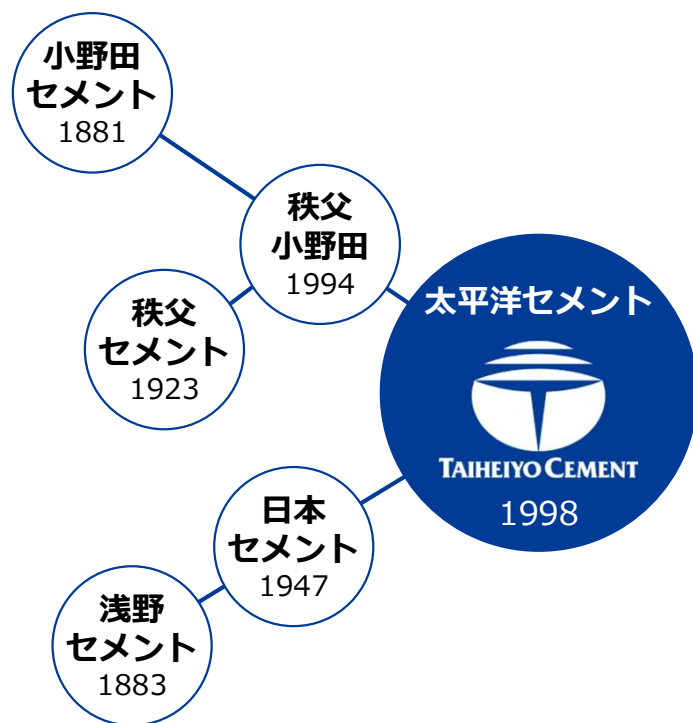 小野田
セメント
1881
秩父
小野田
1994
秩父
セメント
1923
太平洋セメント
TAIHEIYO CEMENT
1998
日本
セメント
1947
浅野
セメント
1883